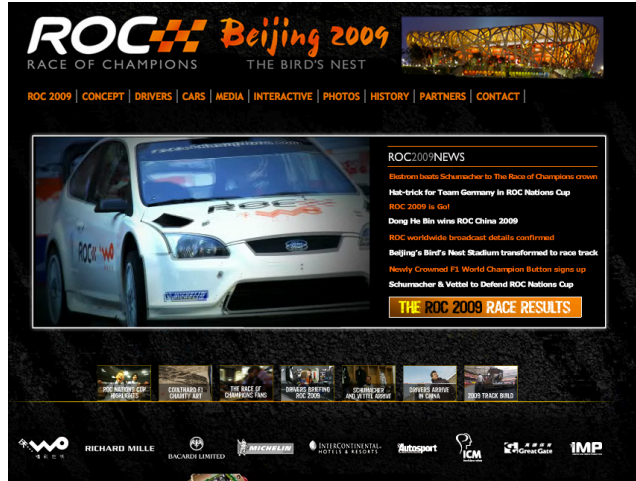 ROC Beijing 2009
RACE OF CHAMPIONS THE BIRD'S NEST
ROC 2009 | CONCEPT | DRIVERS | CARS | MEDIA | INTERACTIVE | PHOTOS | HISTORY | PARTNERS | CONTACT |
ROC2009NEWS
Ekstrom beats Schumacher to The Race of Champions crown
Hat-trick for Team Germany in ROC Nations Cup
ROC 2009 is Go!
Dong He Bin wins ROC China 2009
ROC worldwide broadcast details confirmed
Beijing's Bird's Nest Stadium transformed to race track
Newly Crowned F1 World Champion Button signs up
Schumacher & Vettel to Defend ROC Nations Cup
THE ROC 2009 RACE RESULTS
ROC
Ford
MICHELIN
ROC NATIONS CUP HIGHLIGHTS
COULTHARD F1 CHARITY ART
THE RACE OF CHAMPIONS FANS
DRIVERS BRIEFING ROC 2009
SCHUMACHER AND VETTEL ARRIVE
DRIVERS ARRIVE IN CHINA
2009 TRACK BUILD
WO
RICHARD MILLE
BACARDI LIMITED
MICHELIN
INTERCONTINENTAL HOTELS & RESORTS
Autosport
ICM
Great Gate
IMP